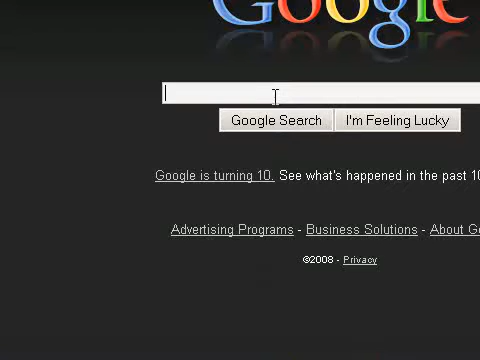 Google
Google Search I'm Feeling Lucky
Google is turning 10. See what's happened in the past 10
Advertising Programs - Business Solutions - About Go
©2008 - Privacy